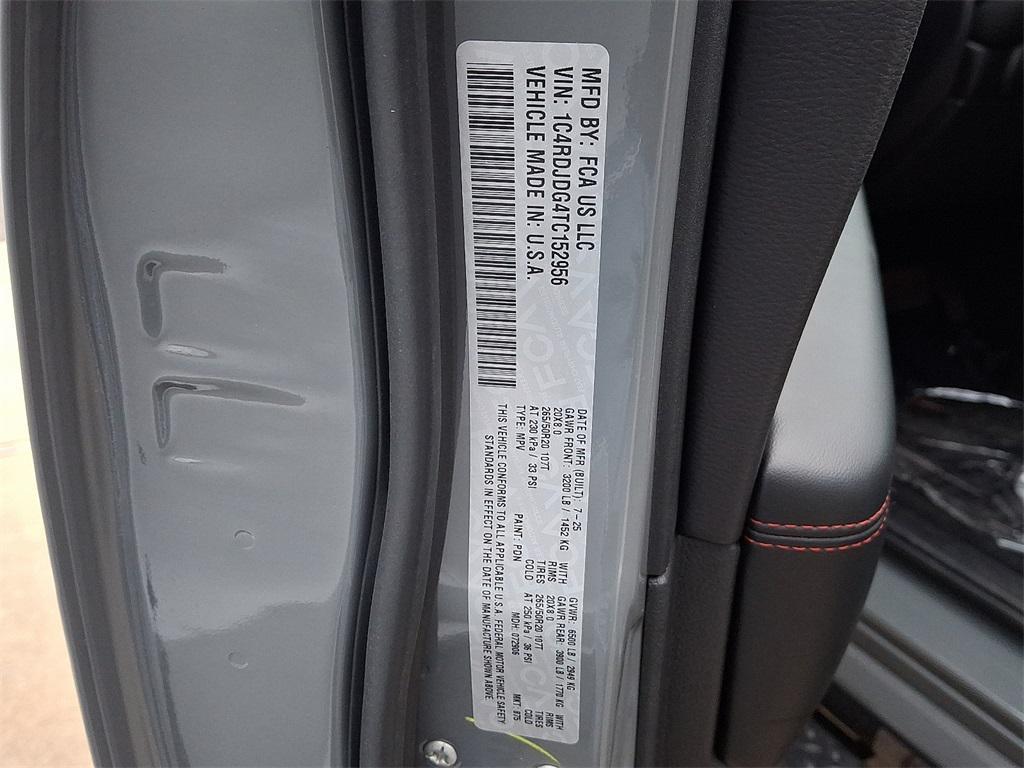 MFD BY: FCA US LLC
VIN: 1C4RDJDG4TC152956
VEHICLE MADE IN: U.S.A.
DATE OF MFR (BUILT): 7-25 GVWR: 6500 LB / 2949 KG
GAWR FRONT: 3200 LB / 1452 KG WITH GAWR REAR: 3900 LB / 1770 KG WITH
20X8.0 RIMS 20X8.0 RIMS
265/50R20 107T TIRES 265/50R20 107T TIRES
AT 230 kPa / 33 PSI COLD AT 250 kPa / 36 PSI COLD
TYPE: MPV PAINT: PDN MDH: 072906 MKT: 875
THIS VEHICLE CONFORMS TO ALL APPLICABLE U.S.A. FEDERAL MOTOR VEHICLE SAFETY
STANDARDS IN EFFECT ON THE DATE OF MANUFACTURE SHOWN ABOVE